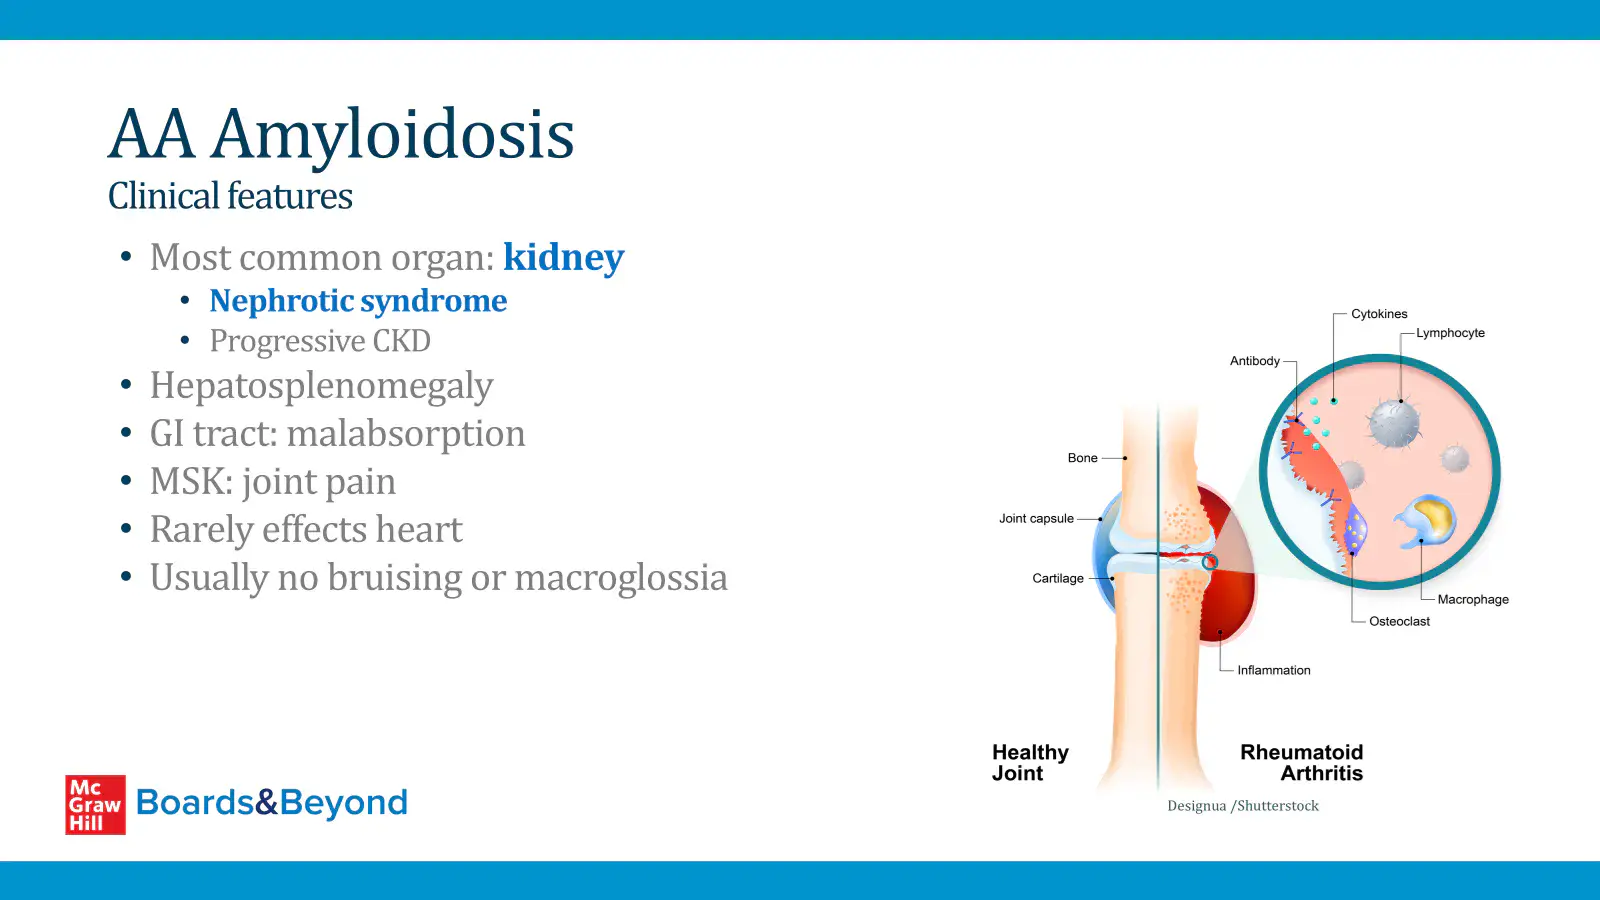 AA Amyloidosis
Clinical features
• Most common organ: kidney
• Nephrotic syndrome
• Progressive CKD
• Hepatosplenomegaly
• GI tract: malabsorption
• MSK: joint pain
• Rarely effects heart
• Usually no bruising or macroglossia
Cytokines
Lymphocyte
Antibody
Bone
Joint capsule
Cartilage
Macrophage
Osteoclast
Inflammation
Healthy
Joint
Rheumatoid
Arthritis
Designua /Shutterstock
Mc
Graw
Hill
Boards&Beyond